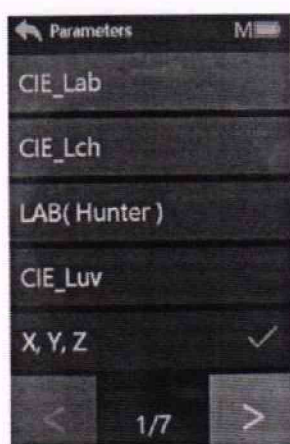 Parameters M
CIE_Lab
CIE_Lch
LAB( Hunter )
CIE_Luv
X, Y, Z
< 1/7 >